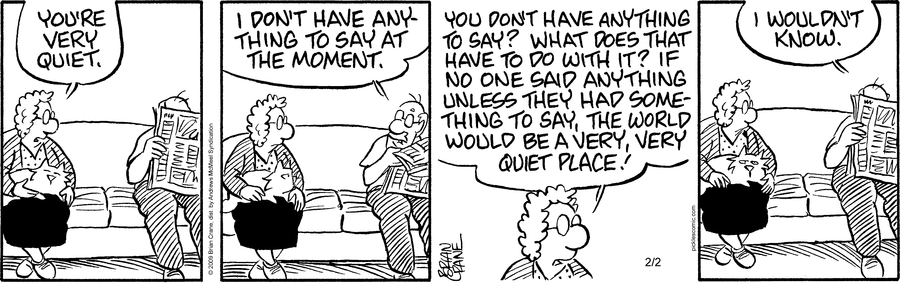 YOU'RE
VERY
QUIET.
I DON'T HAVE ANY-
THING TO SAY AT
THE MOMENT.
YOU DON'T HAVE ANYTHING
TO SAY? WHAT DOES THAT
HAVE TO DO WITH IT? IF
NO ONE SAID ANYTHING
UNLESS THEY HAD SOME-
THING TO SAY, THE WORLD
WOULD BE A VERY, VERY
QUIET PLACE!
I WOULDN'T
KNOW.
© 2009 Brian Crane, dist. by Andrews McMeel Syndication
BRIAN
CRANE
2/2
picklescomic.com